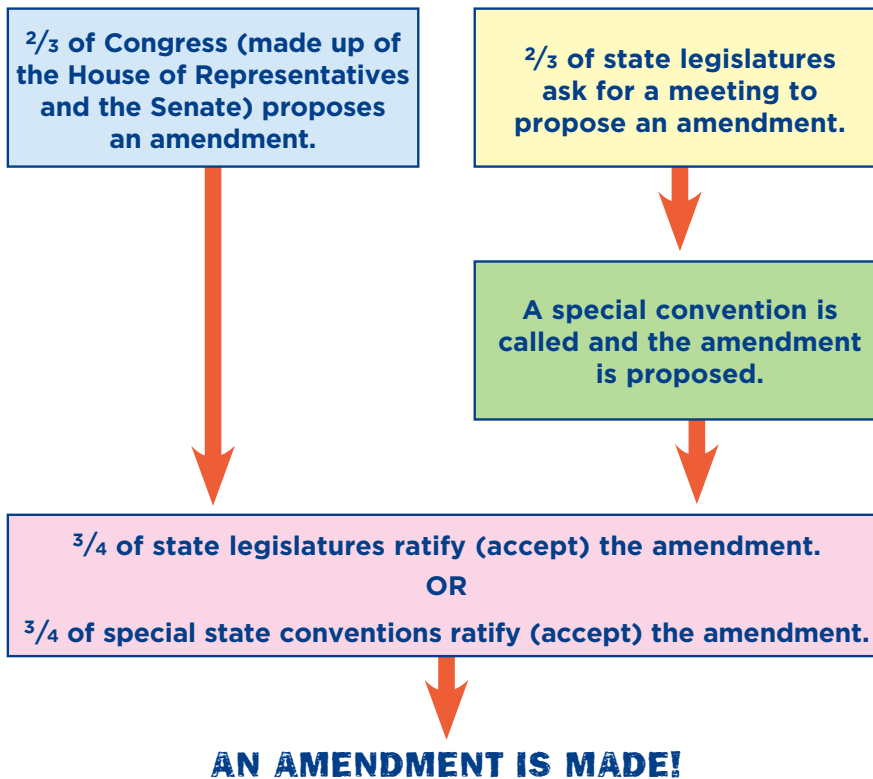 2/3 of Congress (made up of
the House of Representatives
and the Senate) proposes
an amendment.
2/3 of state legislatures
ask for a meeting to
propose an amendment.
A special convention is
called and the amendment
is proposed.
3/4 of state legislatures ratify (accept) the amendment.
OR
3/4 of special state conventions ratify (accept) the amendment.
AN AMENDMENT IS MADE!